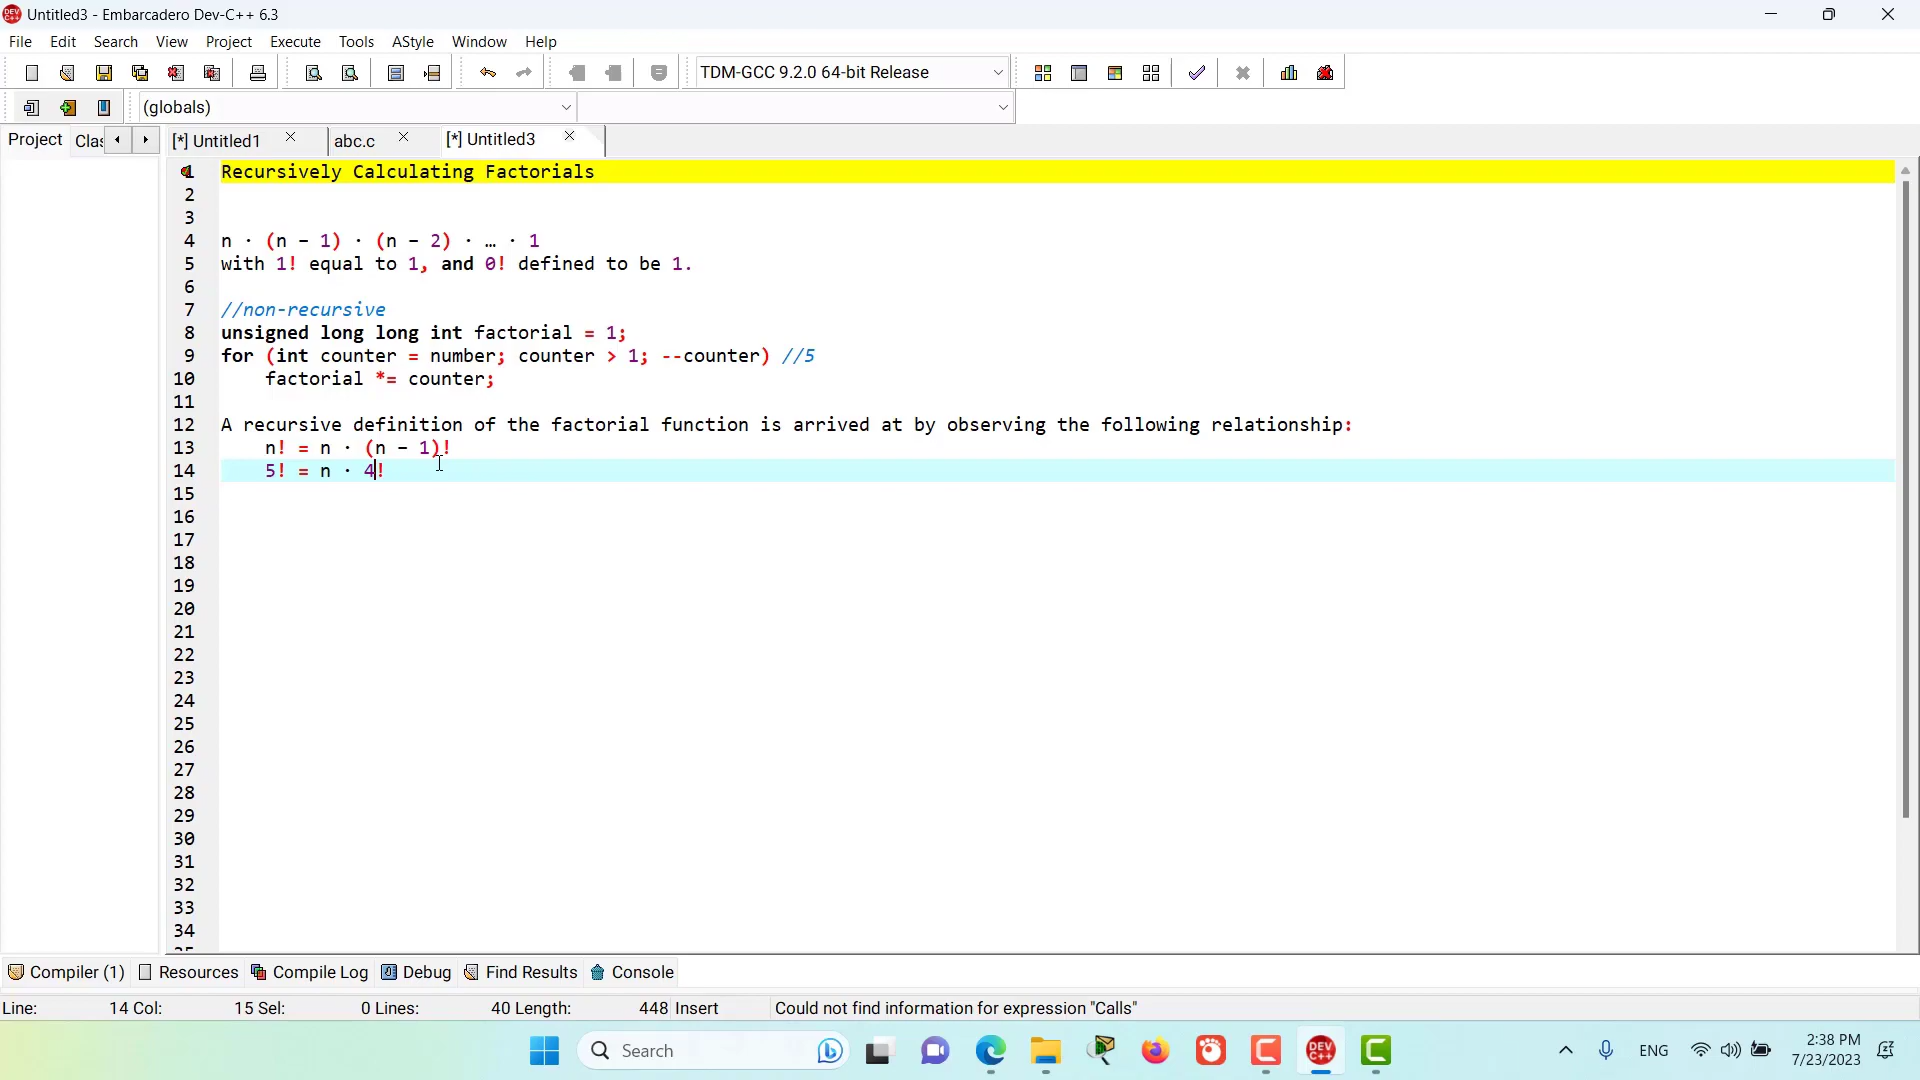 Untitled3 - Embarcadero Dev-C++ 6.3
File Edit Search View Project Execute Tools AStyle Window Help
TDM-GCC 9.2.0 64-bit Release
(globals)
Project Clas [*] Untitled1 abc.c [*] Untitled3
1 Recursively Calculating Factorials
2
3
4 n · (n – 1) · (n – 2) · … · 1
5 with 1! equal to 1, and 0! defined to be 1.
6
7 //non-recursive
8 unsigned long long int factorial = 1;
9 for (int counter = number; counter > 1; --counter) //5
10 factorial *= counter;
11
12 A recursive definition of the factorial function is arrived at by observing the following relationship:
13 n! = n · (n – 1)!
14 5! = n · 4!
15
16
17
18
19
20
21
22
23
24
25
26
27
28
29
30
31
32
33
34
Compiler (1) Resources Compile Log Debug Find Results Console
Line: 14 Col: 15 Sel: 0 Lines: 40 Length: 448 Insert Could not find information for expression "Calls"
Search DEV C++ ENG 2:38 PM
7/23/2023